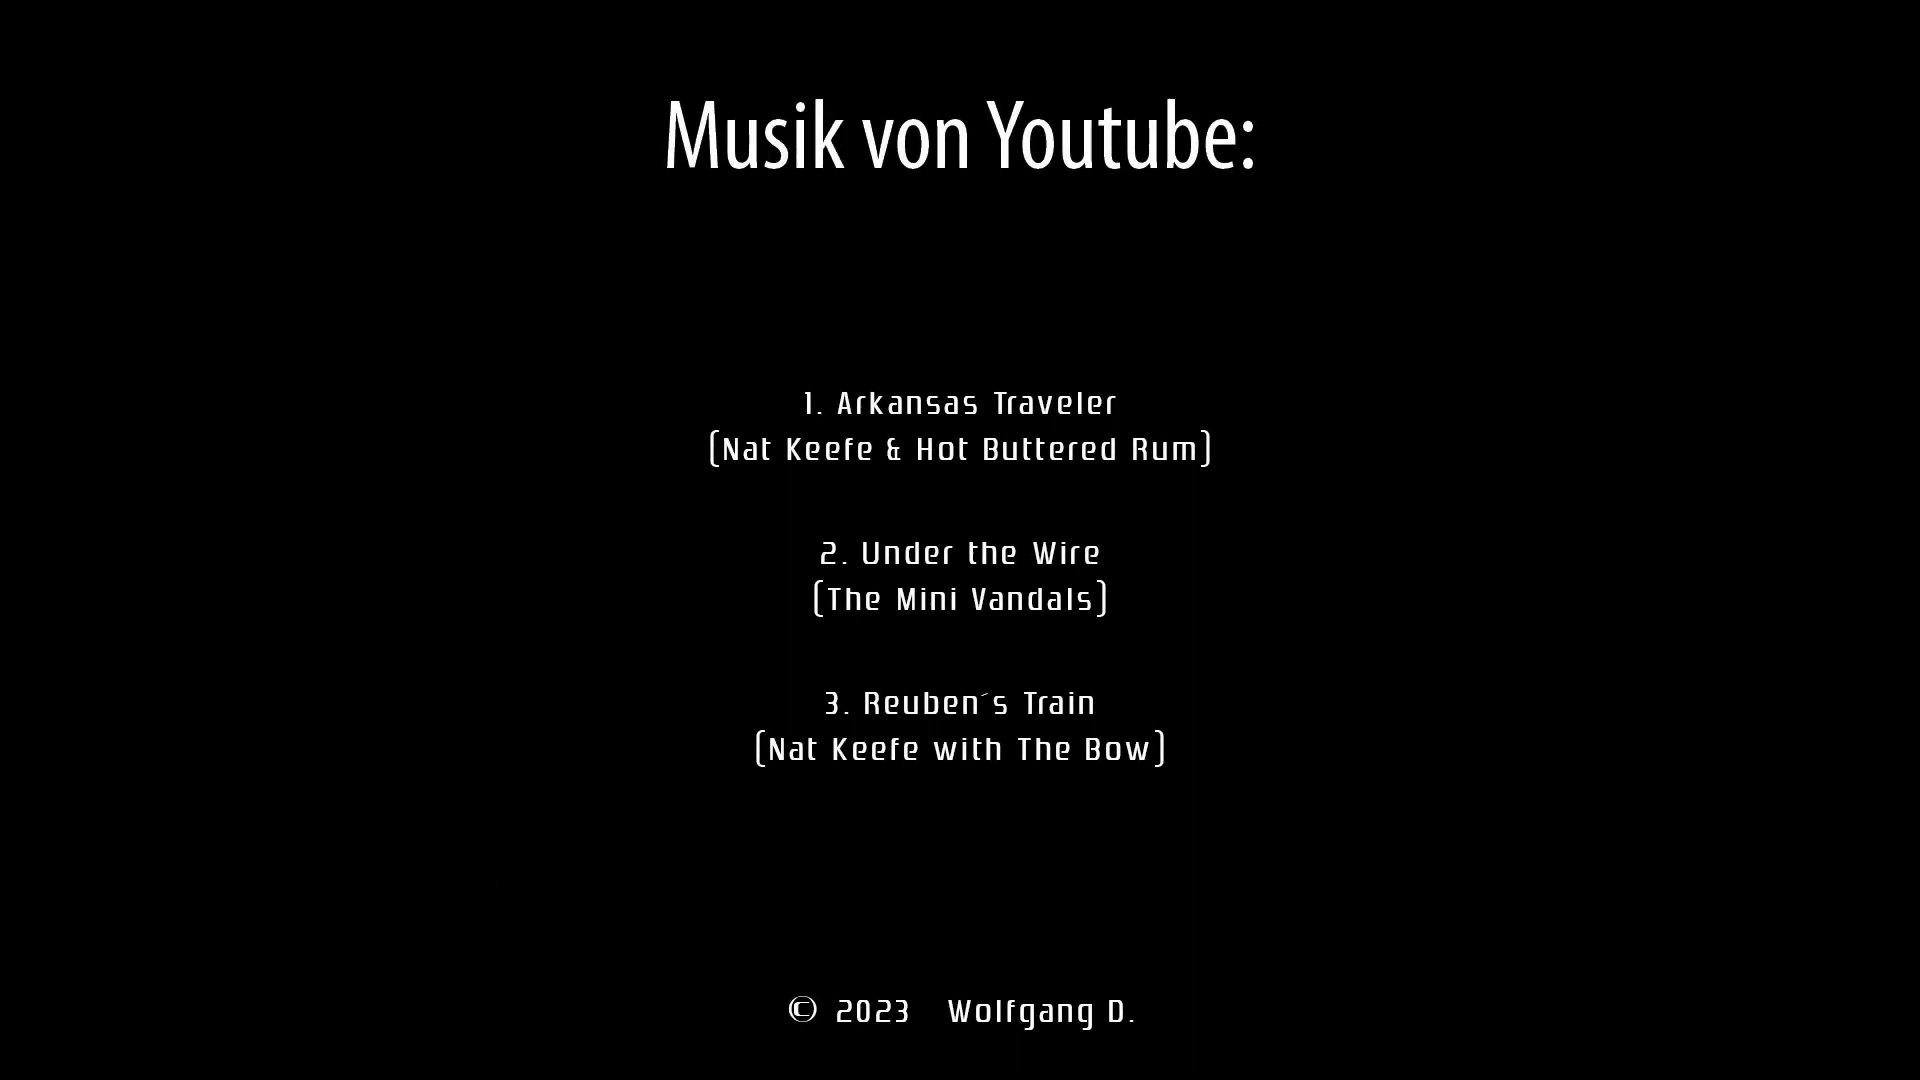 Musik von Youtube:
1. Arkansas Traveler
(Nat Keefe & Hot Buttered Rum)
2. Under the Wire
(The Mini Vandals)
3. Reuben´s Train
(Nat Keefe with The Bow)
© 2023 Wolfgang D.